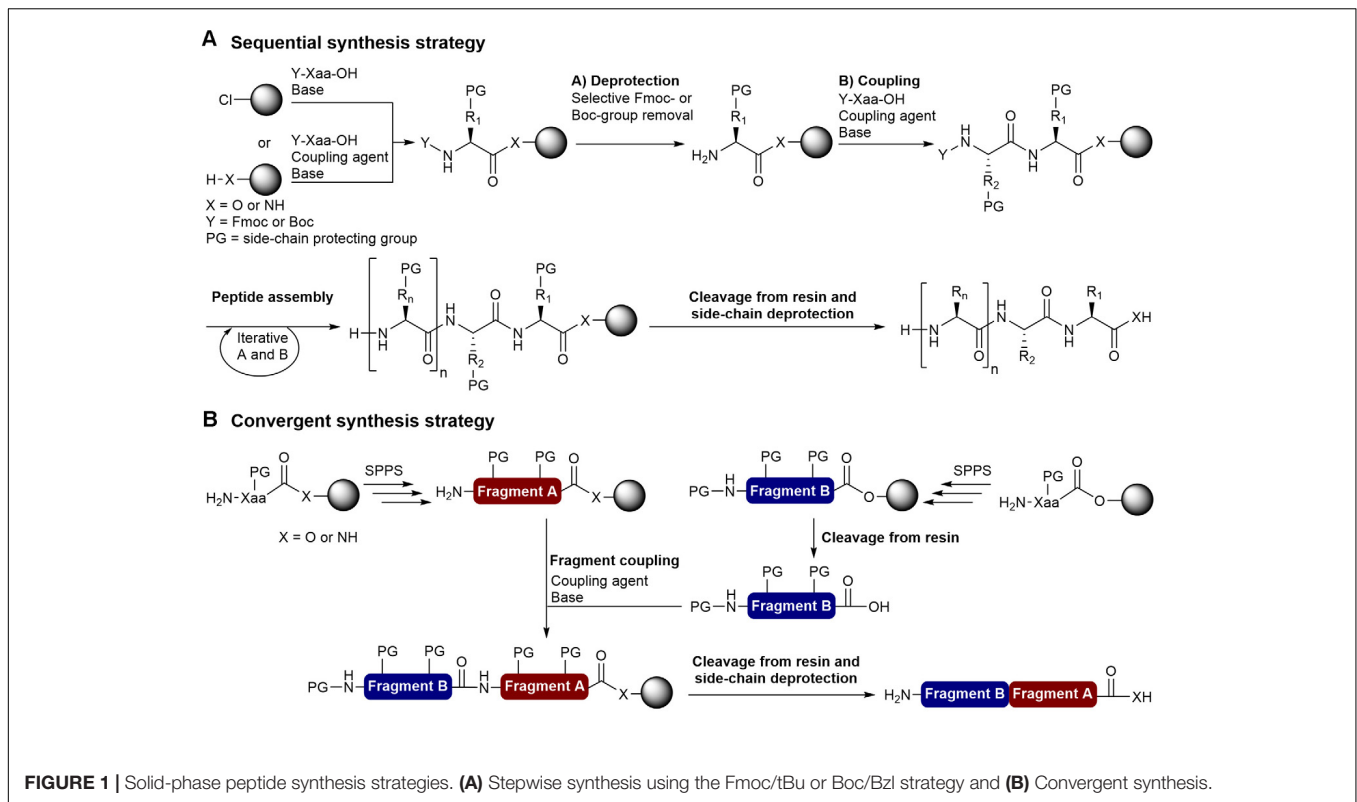 A Sequential synthesis strategy
Cl
Y-Xaa-OH
Base
or
Y-Xaa-OH
Coupling agent
Base
H-X
X = O or NH
Y = Fmoc or Boc
PG = side-chain protecting group
PG
R1
Y
N
H
O
X
A) Deprotection
Selective Fmoc- or
Boc-group removal
PG
R1
H2N
O
X
B) Coupling
Y-Xaa-OH
Coupling agent
Base
PG
R1
H
N
O
Y
N
H
X
O
R2
PG
Peptide assembly
Iterative
A and B
PG
Rn
PG
R1
H
N
O
H
N
H
O
n
N
H
X
O
R2
PG
Cleavage from resin and
side-chain deprotection
Rn
R1
H
N
O
XH
H
N
H
O
n
N
H
O
R2
B Convergent synthesis strategy
PG
O
H2N-Xaa
X
SPPS
X = O or NH
PG
PG
O
H2N
Fragment A
X
PG
PG
O
H
PG-N
Fragment B
O
SPPS
PG
O
H2N-Xaa
O
Cleavage from resin
Fragment coupling
Coupling agent
Base
PG
PG
O
H
PG-N
Fragment B
OH
PG
PG
O
PG
PG
O
H
PG-N
Fragment B
H
N
Fragment A
X
Cleavage from resin and
side-chain deprotection
O
H2N
Fragment B
Fragment A
XH
FIGURE 1 | Solid-phase peptide synthesis strategies. (A) Stepwise synthesis using the Fmoc/tBu or Boc/Bzl strategy and (B) Convergent synthesis.